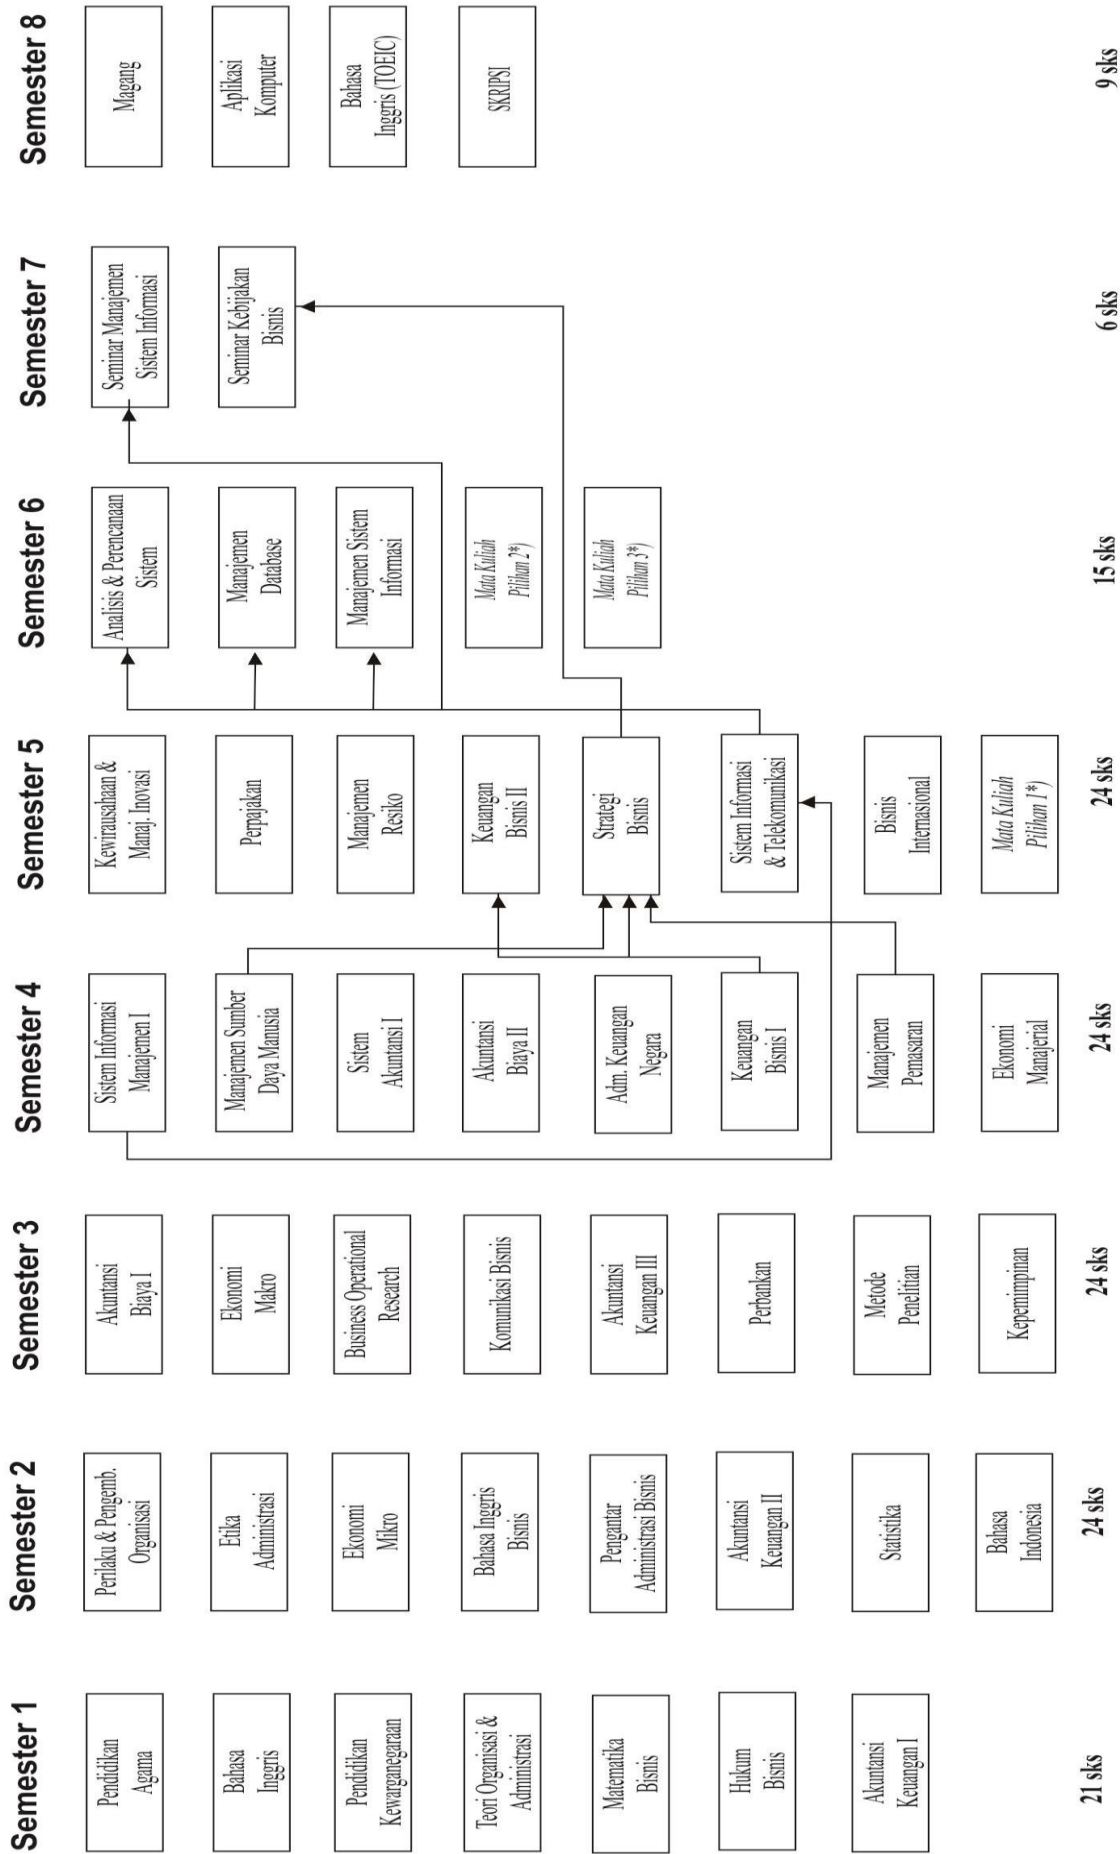 Semester 1
Pendidikan
Agama
Bahasa
Inggris
Pendidikan
Kewarganegaraan
Teori Organisasi &
Administrasi
Matematika
Bisnis
Hukum
Bisnis
Akuntansi
Keuangan I
21 sks
Semester 2
Perilaku & Pengemb.
Organisasi
Etika
Administrasi
Ekonomi
Mikro
Bahasa Inggris
Bisnis
Pengantar
Administrasi Bisnis
Akuntansi
Keuangan II
Statistika
Bahasa
Indonesia
24 sks
Semester 3
Akuntansi
Biaya I
Ekonomi
Makro
Business Operational
Research
Komunikasi Bisnis
Akuntansi
Keuangan III
Perbankan
Metode
Penelitian
Kepemimpinan
24 sks
Semester 4
Sistem Informasi
Manajemen I
Manajemen Sumber
Daya Manusia
Sistem
Akuntansi I
Akuntansi
Biaya II
Adm. Keuangan
Negara
Keuangan
Bisnis I
Manajemen
Pemasaran
Ekonomi
Manajerial
24 sks
Semester 5
Kewirausahaan &
Manaj. Inovasi
Perpajakan
Manajemen
Resiko
Keuangan
Bisnis II
Strategi
Bisnis
Sistem Informasi
& Telekomunikasi
Bisnis
Internasional
Mata Kuliah
Pilihan 1*)
24 sks
Semester 6
Analisis & Perencanaan
Sistem
Manajemen
Database
Manajemen Sistem
Informasi
Mata Kuliah
Pilihan 2*)
Mata Kuliah
Pilihan 3*)
15 sks
Semester 7
Seminar Manajemen
Sistem Informasi
Seminar Kebijakan
Bisnis
6 sks
Semester 8
Magang
Aplikasi
Komputer
Bahasa
Inggris (TOEIC)
SKRIPSI
9 sks